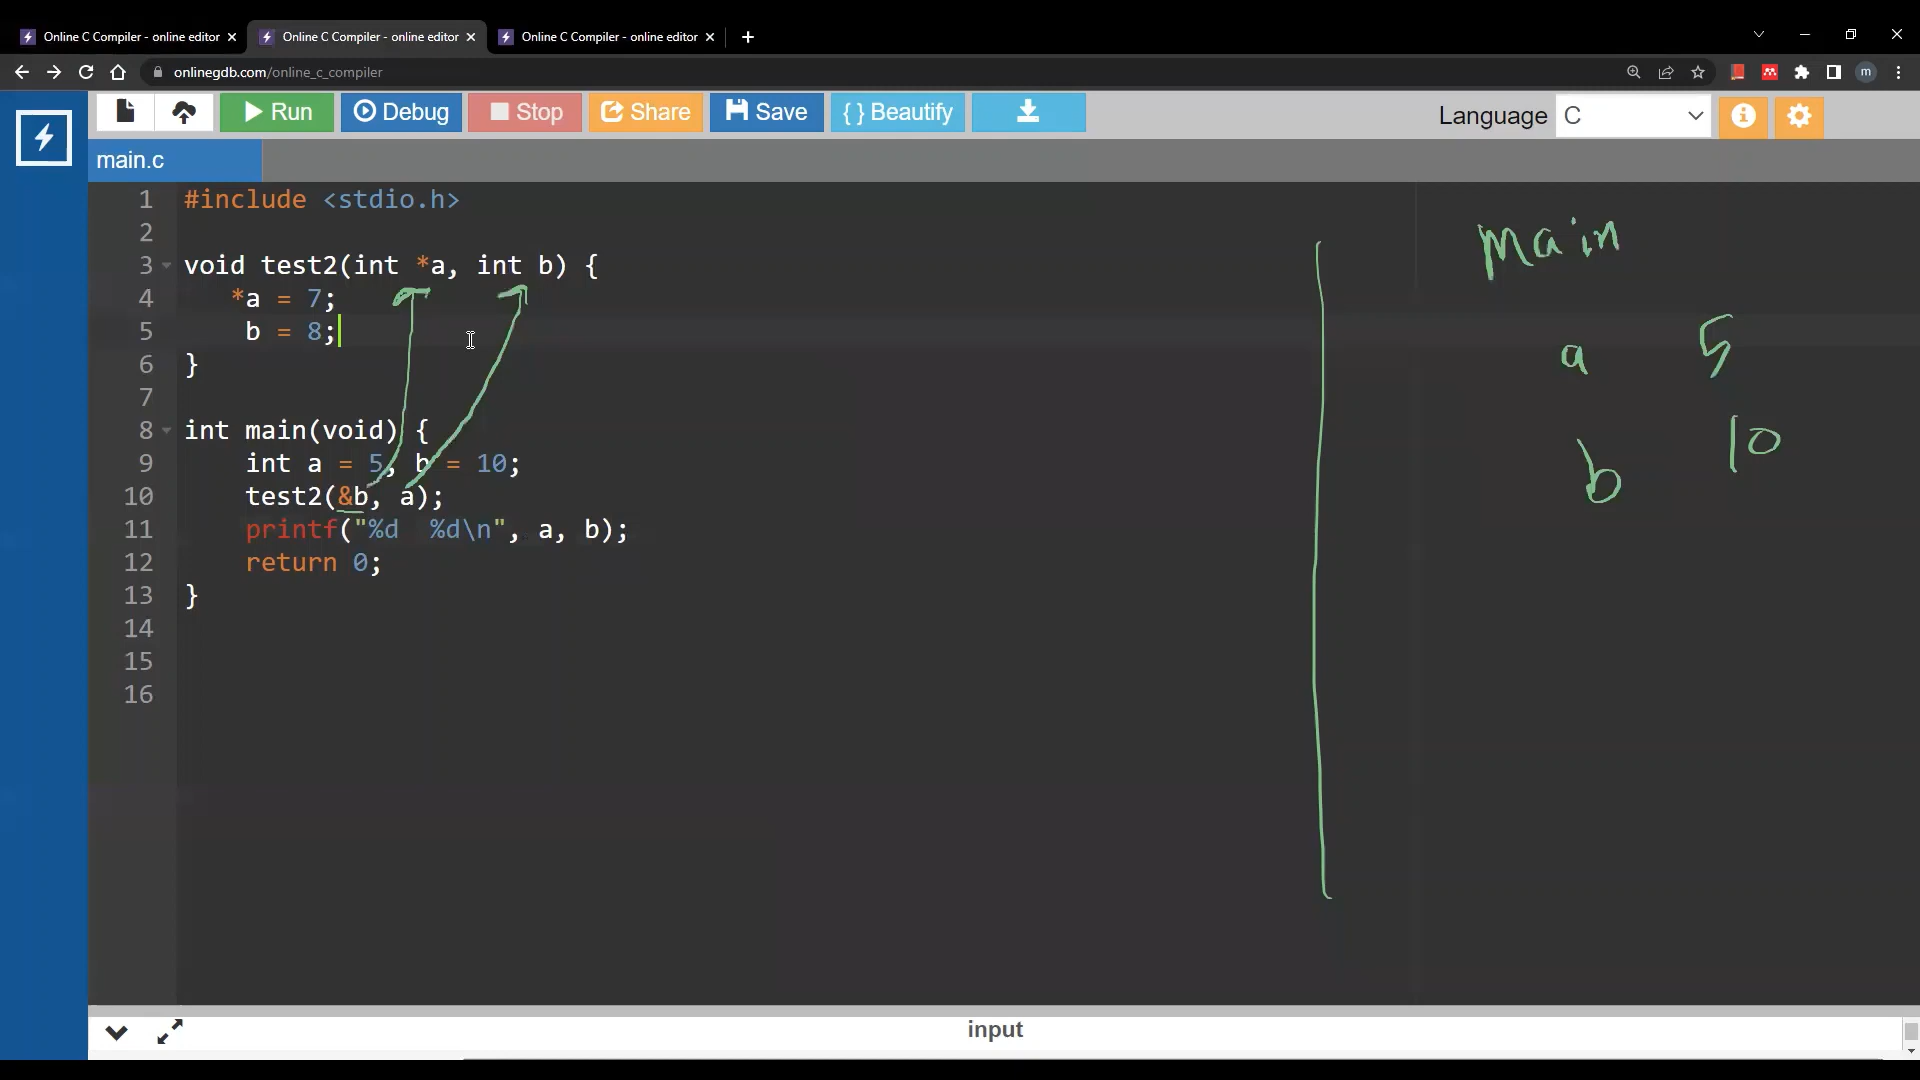 Online C Compiler - online editor
Online C Compiler - online editor
Online C Compiler - online editor
onlinegdb.com/online_c_compiler
m
Run
Debug
Stop
Share
Save
{ } Beautify
Language
C
main.c
1 #include <stdio.h>
2
3 void test2(int *a, int b) {
4    *a = 7;
5     b = 8;
6 }
7
8 int main(void) {
9     int a = 5, b = 10;
10     test2(&b, a);
11     printf("%d  %d\n", a, b);
12     return 0;
13 }
14
15
16
main
a 5
b 10
input